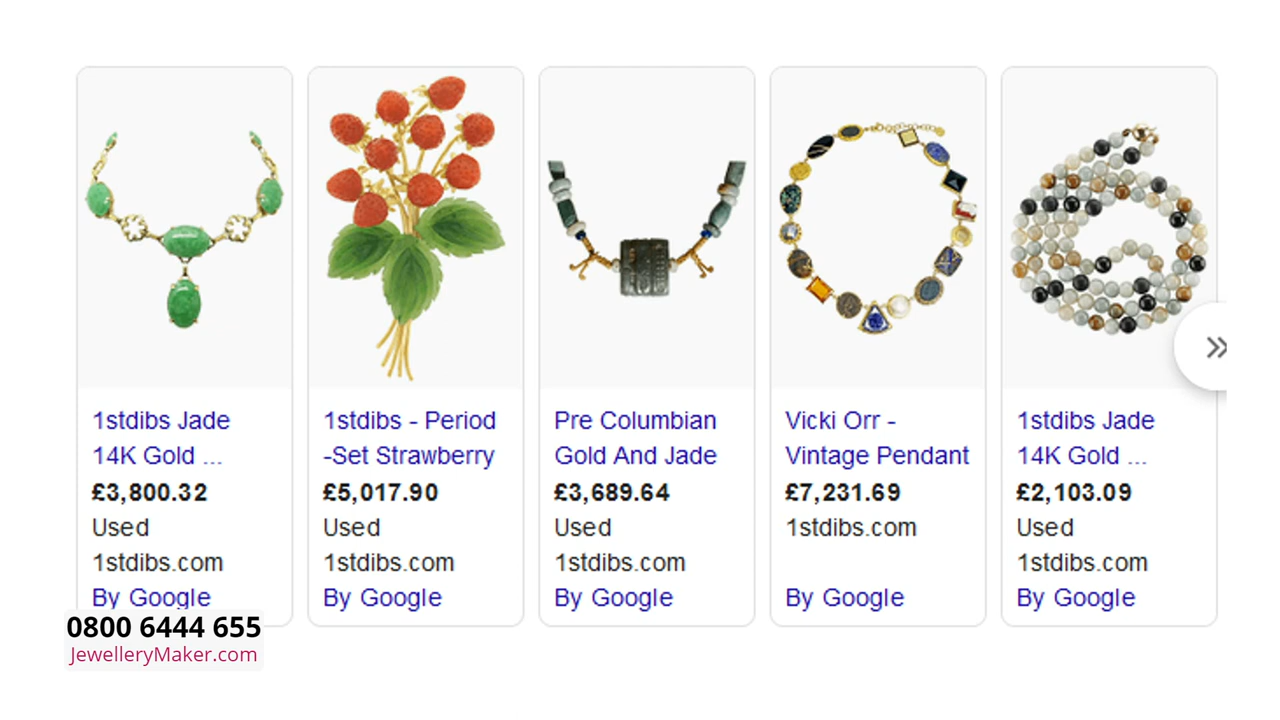 1stdibs Jade
14K Gold ...
£3,800.32
Used
1stdibs.com
By Google
1stdibs - Period
-Set Strawberry
£5,017.90
Used
1stdibs.com
By Google
Pre Columbian
Gold And Jade
£3,689.64
Used
1stdibs.com
By Google
Vicki Orr -
Vintage Pendant
£7,231.69
1stdibs.com
By Google
1stdibs Jade
14K Gold ...
£2,103.09
Used
1stdibs.com
By Google
0800 6444 655
JewelleryMaker.com